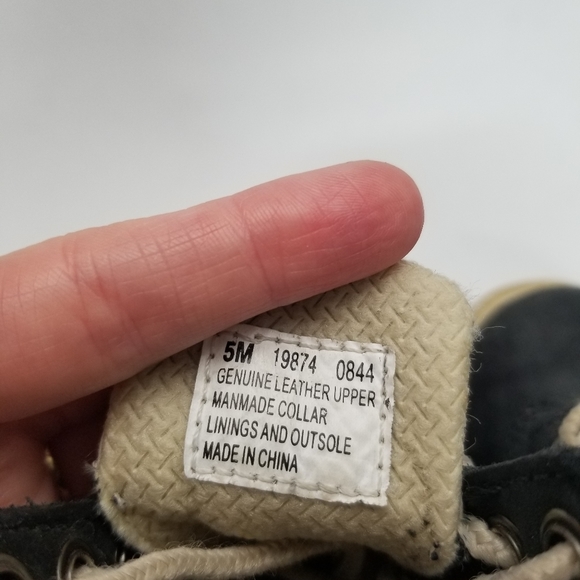 5M 19874 0844
GENUINE LEATHER UPPER
MANMADE COLLAR
LININGS AND OUTSOLE
MADE IN CHINA